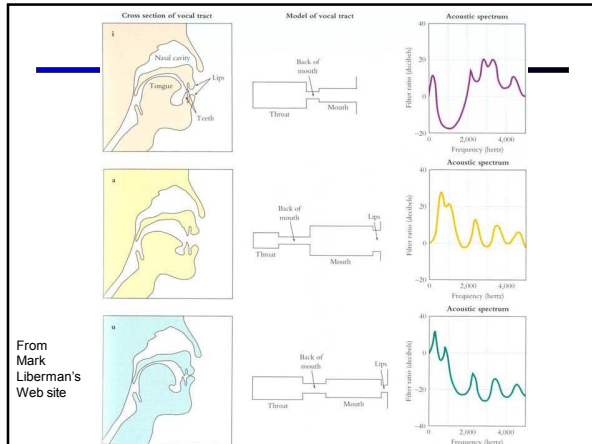 Cross section of vocal tract
Model of vocal tract
Acoustic spectrum
i
Nasal cavity
Lips
Tongue
Teeth
Back of
mouth
Throat
Mouth
Filter ratio (decibels)
40
20
0
−20
0
2,000
4,000
Frequency (hertz)
a
Back of
mouth
Lips
Throat
Mouth
Acoustic spectrum
Filter ratio (decibels)
40
20
0
−20
0
2,000
4,000
Frequency (hertz)
u
Back of
mouth
Lips
Throat
Mouth
Acoustic spectrum
Filter ratio (decibels)
40
20
0
−20
−40
0
2,000
4,000
Frequency (hertz)
From
Mark
Liberman's
Web site